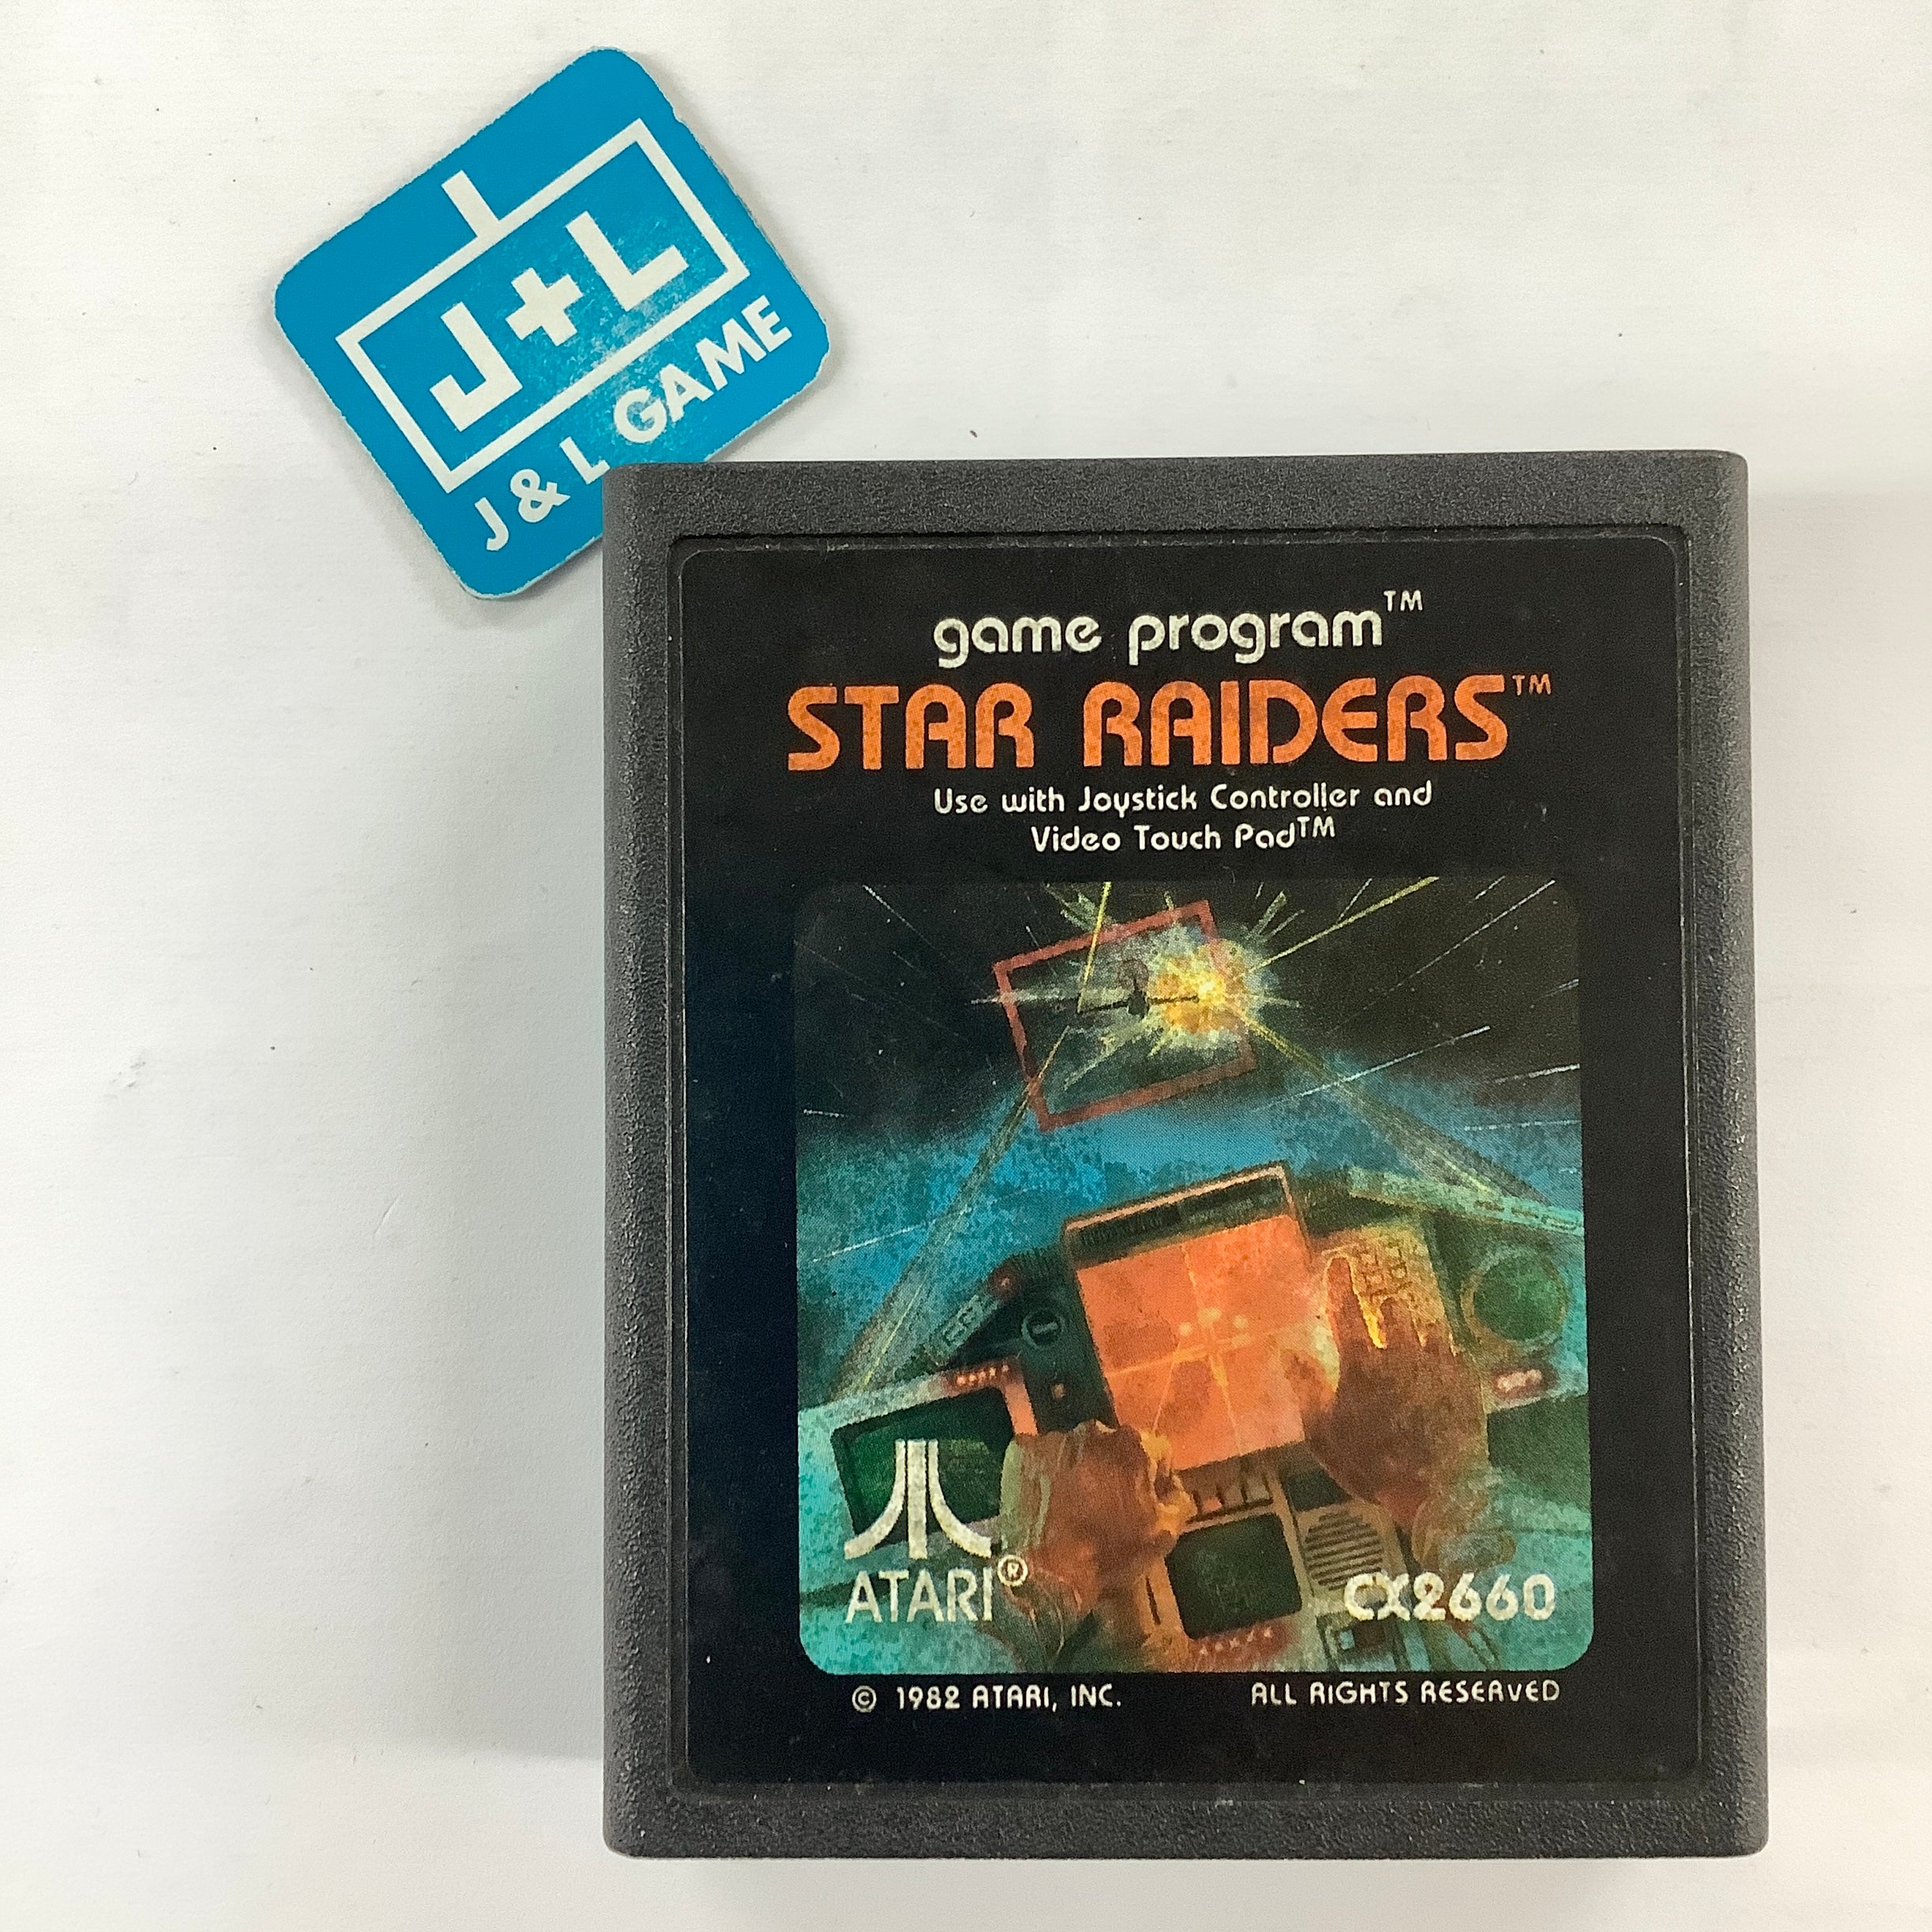 J+L
J & L GAME
game program™
STAR RAIDERS™
Use with Joystick Controller and
Video Touch Pad™
ATARI®
CX2660
© 1982 ATARI, INC. ALL RIGHTS RESERVED